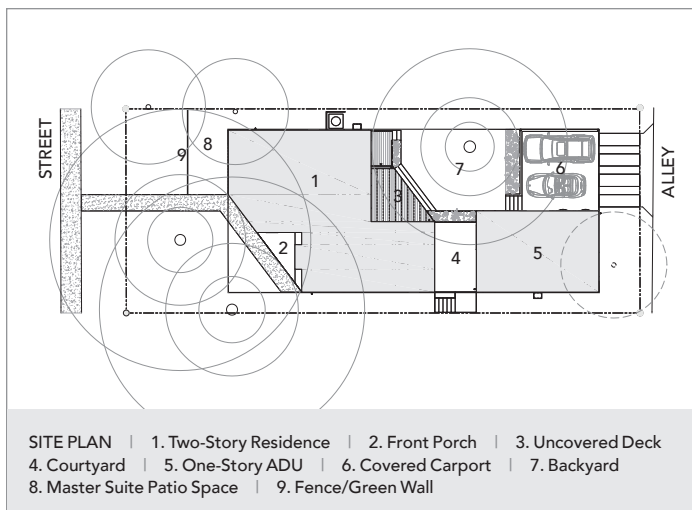 STREET
ALLEY
8
9
1
7
6
3
2
4
5
SITE PLAN | 1. Two-Story Residence | 2. Front Porch | 3. Uncovered Deck
4. Courtyard | 5. One-Story ADU | 6. Covered Carport | 7. Backyard
8. Master Suite Patio Space | 9. Fence/Green Wall